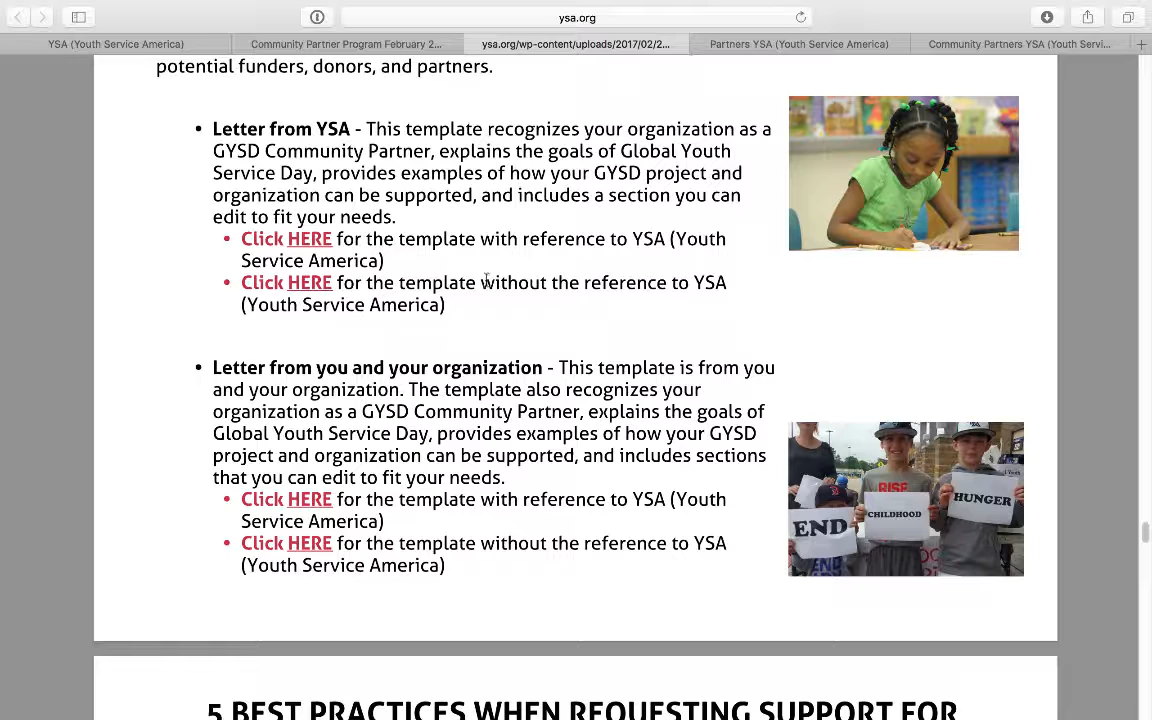 ysa.org
YSA (Youth Service America)
Community Partner Program February 2...
ysa.org/wp-content/uploads/2017/02/2...
Partners YSA (Youth Service America)
Community Partners YSA (Youth Servi...
potential funders, donors, and partners.
• Letter from YSA - This template recognizes your organization as a
GYSD Community Partner, explains the goals of Global Youth
Service Day, provides examples of how your GYSD project and
organization can be supported, and includes a section you can
edit to fit your needs.
• Click HERE for the template with reference to YSA (Youth
Service America)
• Click HERE for the template without the reference to YSA
(Youth Service America)
• Letter from you and your organization - This template is from you
and your organization. The template also recognizes your
organization as a GYSD Community Partner, explains the goals of
Global Youth Service Day, provides examples of how your GYSD
project and organization can be supported, and includes sections
that you can edit to fit your needs.
• Click HERE for the template with reference to YSA (Youth
Service America)
• Click HERE for the template without the reference to YSA
(Youth Service America)
RISE
END
CHILDHOOD
HUNGER
5 BEST PRACTICES WHEN REQUESTING SUPPORT FOR